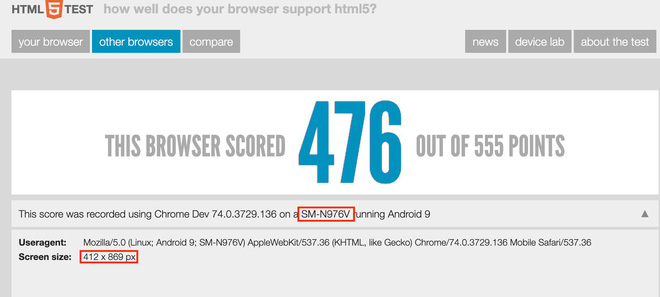 HTML 5 TEST how well does your browser support html5?
your browser other browsers compare news device lab about the test
THIS BROWSER SCORED 476 OUT OF 555 POINTS
This score was recorded using Chrome Dev 74.0.3729.136 on a SM-N976V running Android 9
Useragent: Mozilla/5.0 (Linux; Android 9; SM-N976V) AppleWebKit/537.36 (KHTML, like Gecko) Chrome/74.0.3729.136 Mobile Safari/537.36
Screen size: 412 x 869 px